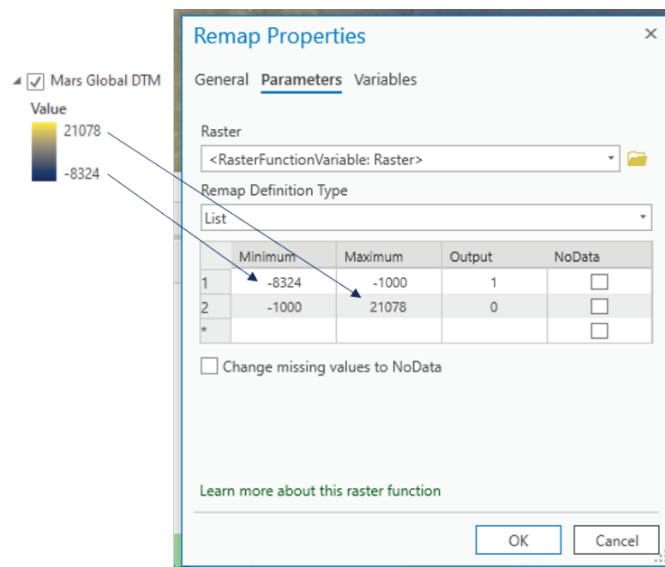 Mars Global DTM
Value
21078
-8324
Remap Properties
General Parameters Variables
Raster
<RasterFunctionVariable: Raster>
Remap Definition Type
List
Minimum Maximum Output NoData
1 -8324 -1000 1
2 -1000 21078 0
*
Change missing values to NoData
Learn more about this raster function
OK Cancel